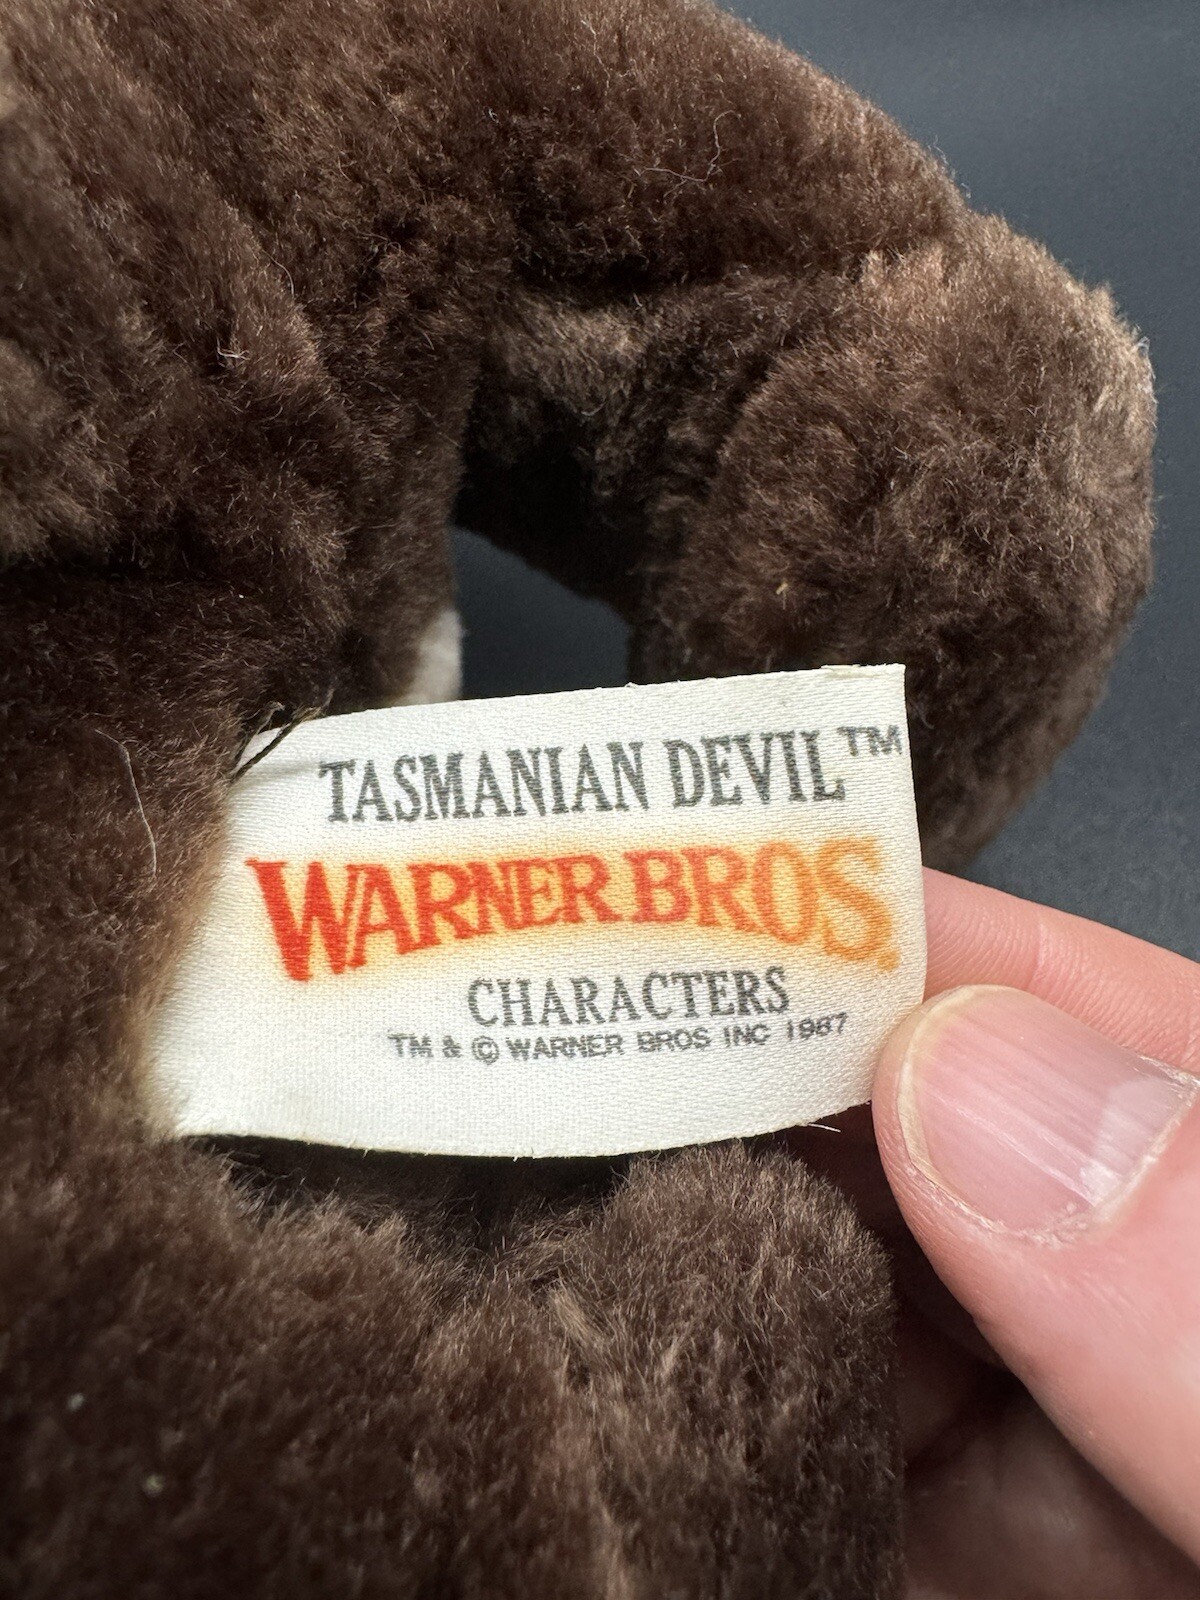 TASMANIAN DEVIL™
WARNER BROS.
CHARACTERS
TM & © WARNER BROS INC 1987